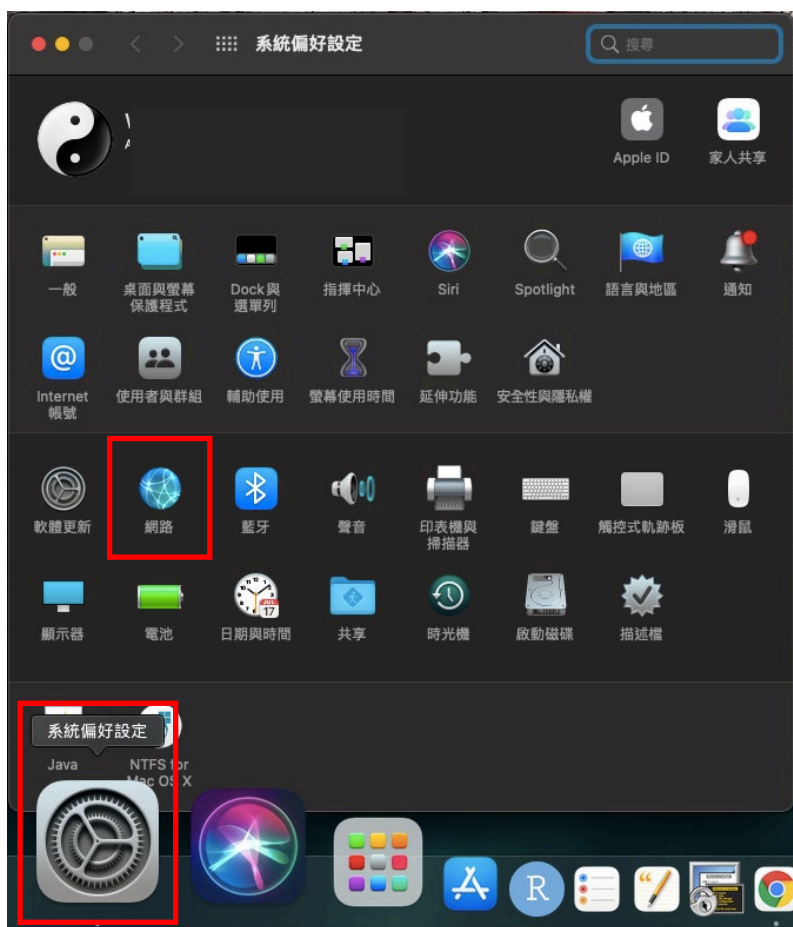 系統偏好設定
搜尋
Apple ID
家人共享
一般
桌面與螢幕
保護程式
Dock 與
選單列
指揮中心
Siri
Spotlight
語言與地區
通知
Internet
帳號
使用者與群組
輔助使用
螢幕使用時間
延伸功能
安全性與隱私權
軟體更新
網路
藍牙
聲音
印表機與
掃描器
鍵盤
觸控式軌跡板
滑鼠
顯示器
電池
日期與時間
JUL
17
共享
時光機
啟動磁碟
描述檔
系統偏好設定
Java
NTFS for
Mac OS X
R